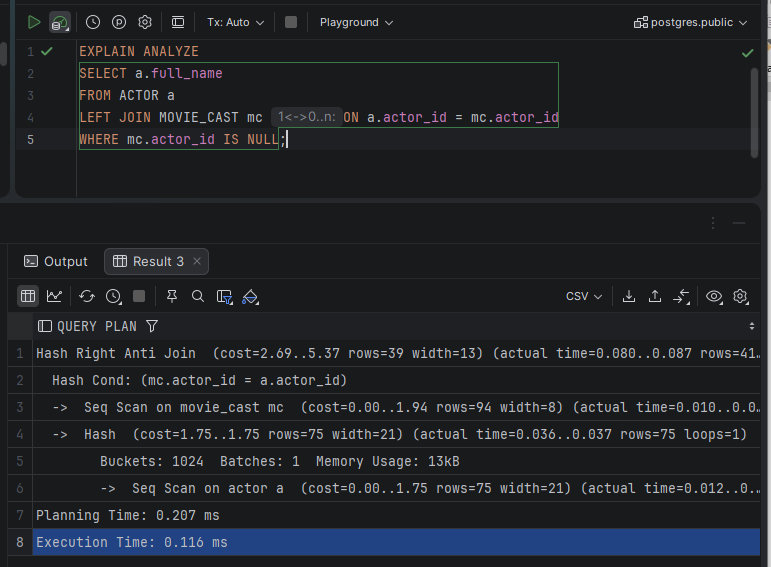 Tx: Auto Playground postgres.public
1 EXPLAIN ANALYZE
2 SELECT a.full_name
3 FROM ACTOR a
4 LEFT JOIN MOVIE_CAST mc 1<->0..n: ON a.actor_id = mc.actor_id
5 WHERE mc.actor_id IS NULL;
Output Result 3
CSV
QUERY PLAN
1 Hash Right Anti Join (cost=2.69..5.37 rows=39 width=13) (actual time=0.080..0.087 rows=41…
2 Hash Cond: (mc.actor_id = a.actor_id)
3 -> Seq Scan on movie_cast mc (cost=0.00..1.94 rows=94 width=8) (actual time=0.010..0.0…
4 -> Hash (cost=1.75..1.75 rows=75 width=21) (actual time=0.036..0.037 rows=75 loops=1)
5 Buckets: 1024 Batches: 1 Memory Usage: 13kB
6 -> Seq Scan on actor a (cost=0.00..1.75 rows=75 width=21) (actual time=0.012..0.…
7 Planning Time: 0.207 ms
8 Execution Time: 0.116 ms